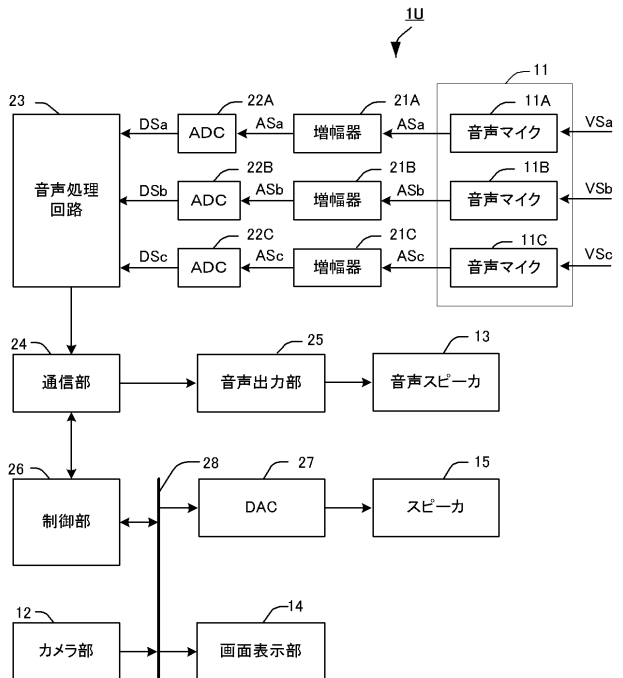 1U
11
23
22A
21A
11A
音声処理
回路
DSa
ADC
ASa
増幅器
ASa
音声マイク
VSa
22B
21B
11B
DSb
ADC
ASb
増幅器
ASb
音声マイク
VSb
22C
21C
11C
DSc
ADC
ASc
増幅器
ASc
音声マイク
VSc
24
25
13
通信部
音声出力部
音声スピーカ
26
28
27
15
制御部
DAC
スピーカ
12
14
カメラ部
画面表示部